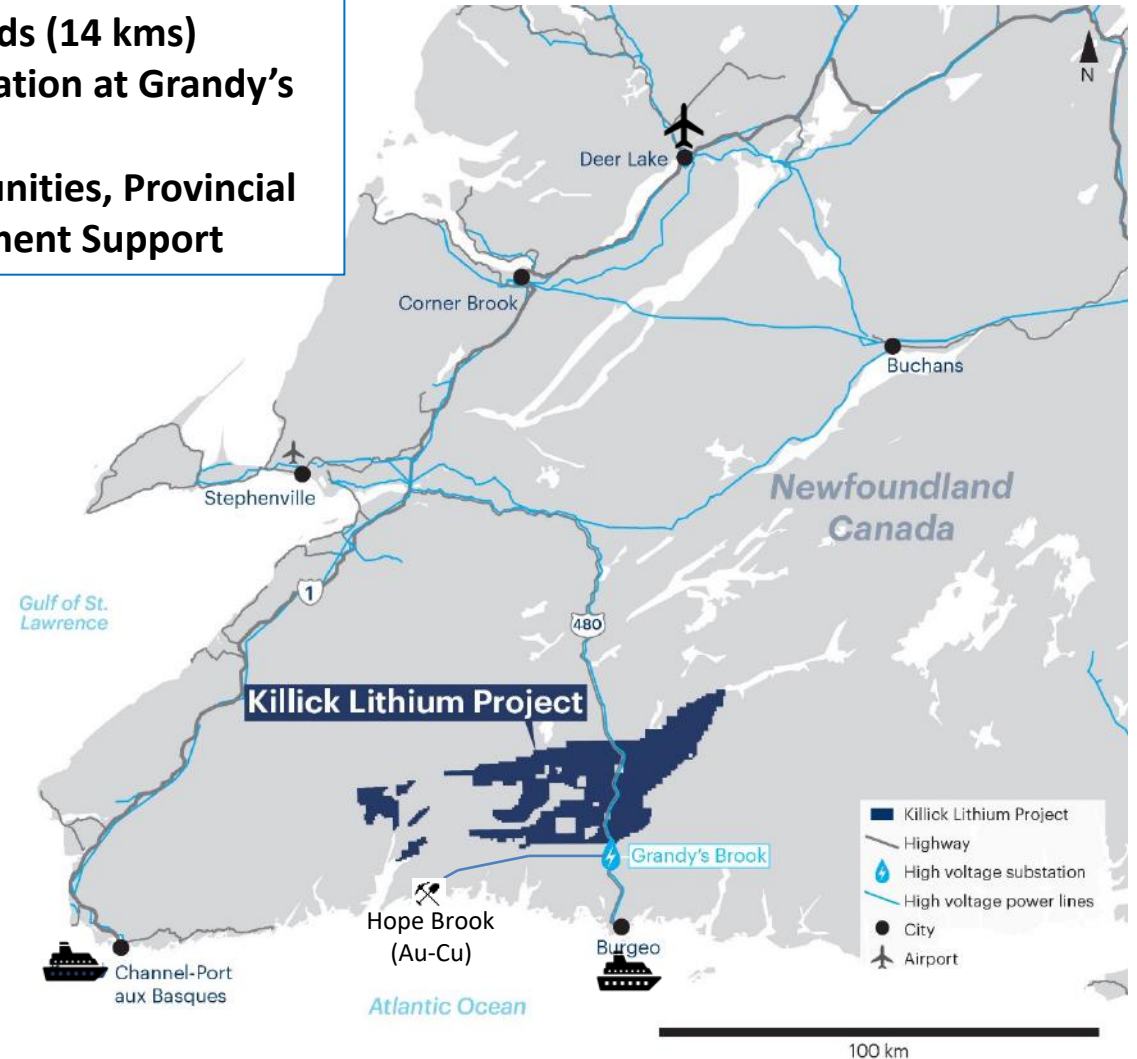 ds (14 kms)
ation at Grandy's
unities, Provincial
ment Support
N
Deer Lake
Corner Brook
Buchans
Stephenville
Newfoundland
Canada
Gulf of St.
Lawrence
1
480
Killick Lithium Project
Grandy's Brook
Hope Brook
(Au-Cu)
Burgeo
Channel-Port
aux Basques
Atlantic Ocean
Killick Lithium Project
Highway
High voltage substation
High voltage power lines
City
Airport
100 km